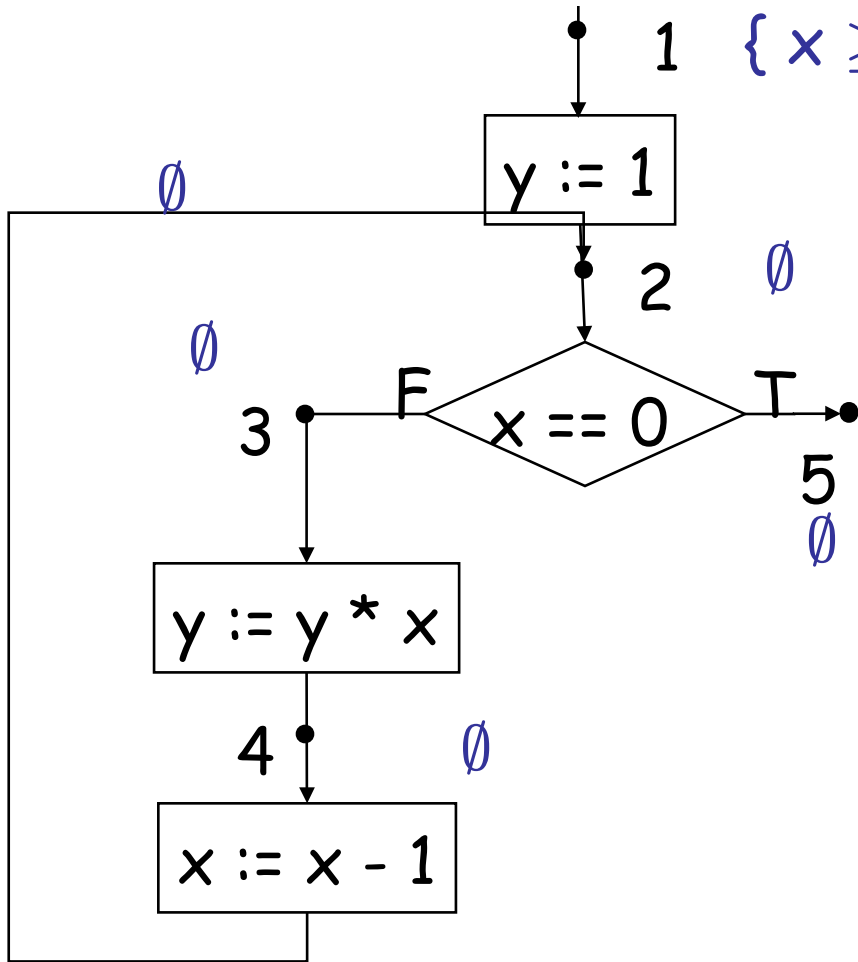 1 { x ≥
y := 1
∅
2 ∅
∅
F T
3 x == 0
5
∅
y := y * x
4 ∅
x := x - 1